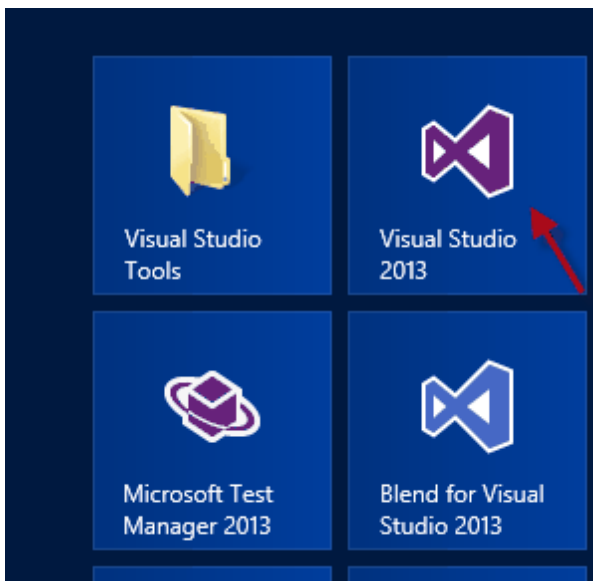 Visual Studio
Tools
Visual Studio
2013
Microsoft Test
Manager 2013
Blend for Visual
Studio 2013